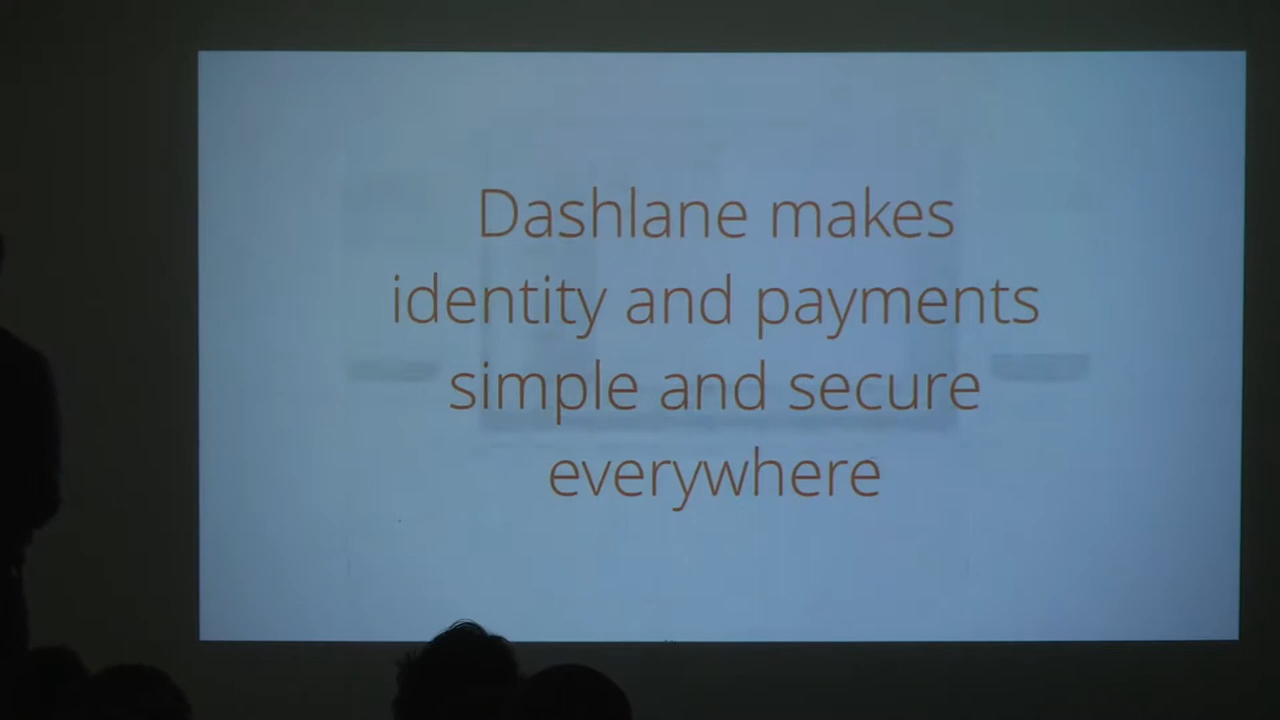 Dashlane makes
identity and payments
simple and secure
everywhere